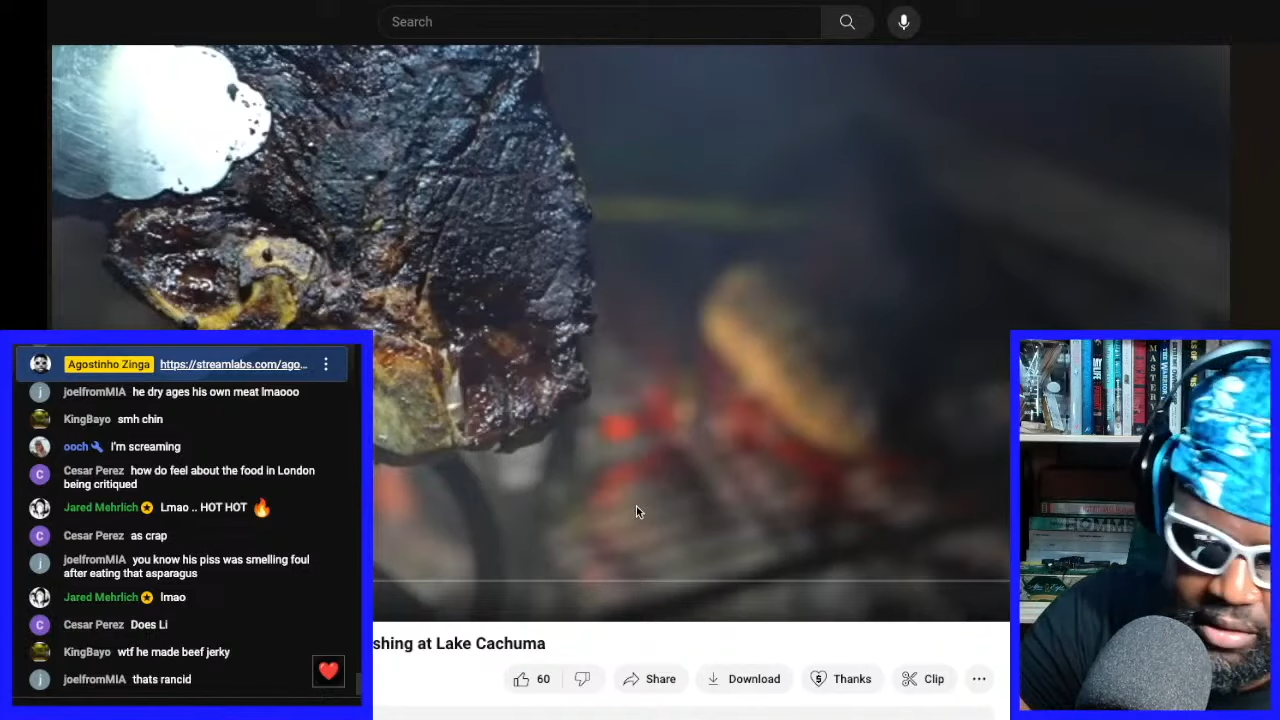 Search
Agostinho Zinga https://streamlabs.com/ago...
joelfromMIA he dry ages his own meat lmaooo
KingBayo smh chin
ooch I'm screaming
Cesar Perez how do feel about the food in London
being critiqued
Jared Mehrlich Lmao .. HOT HOT 🔥
Cesar Perez as crap
joelfromMIA you know his piss was smelling foul
after eating that asparagus
Jared Mehrlich lmao
Cesar Perez Does Li
KingBayo wtf he made beef jerky
joelfromMIA thats rancid
shing at Lake Cachuma
60 Share Download Thanks Clip
MASTERY